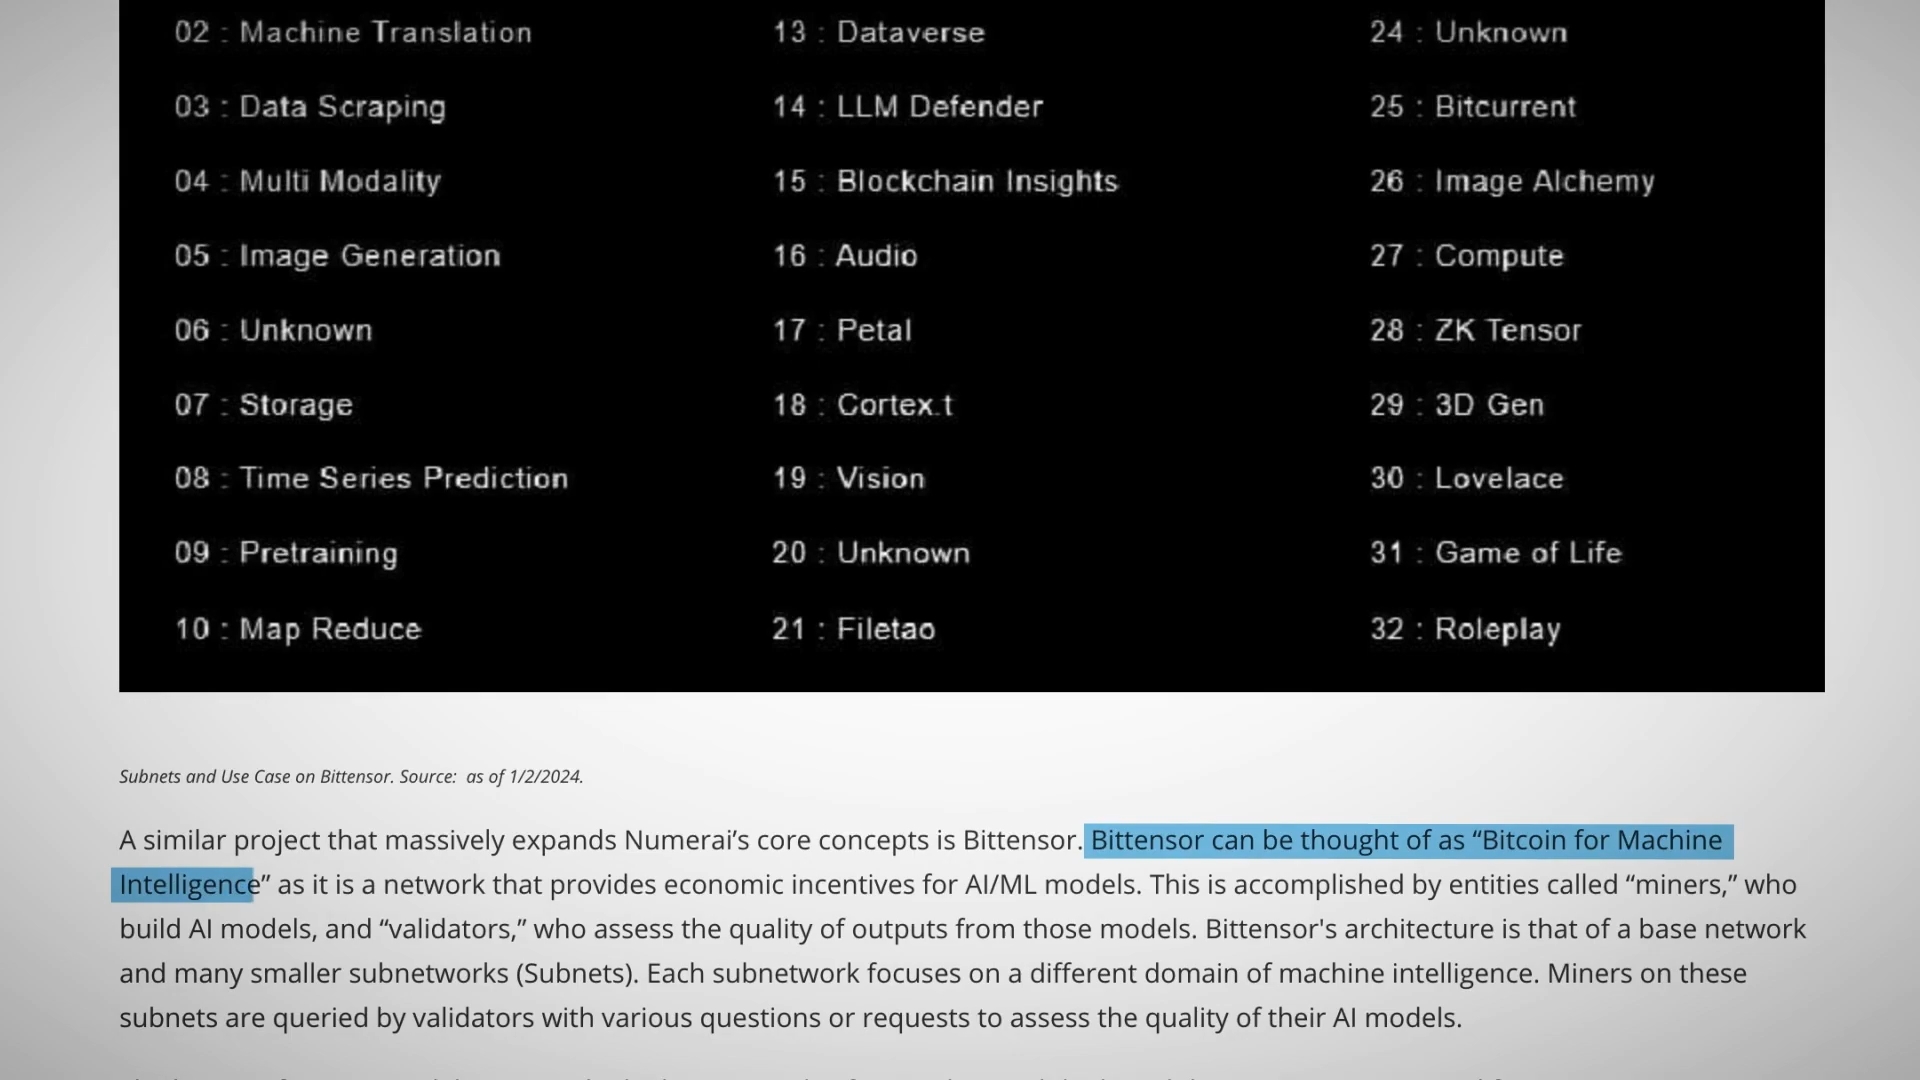 02 : Machine Translation
03 : Data Scraping
04 : Multi Modality
05 : Image Generation
06 : Unknown
07 : Storage
08 : Time Series Prediction
09 : Pretraining
10 : Map Reduce
13 : Dataverse
14 : LLM Defender
15 : Blockchain Insights
16 : Audio
17 : Petal
18 : Cortex.t
19 : Vision
20 : Unknown
21 : Filetao
24 : Unknown
25 : Bitcurrent
26 : Image Alchemy
27 : Compute
28 : ZK Tensor
29 : 3D Gen
30 : Lovelace
31 : Game of Life
32 : Roleplay
Subnets and Use Case on Bittensor. Source:  as of 1/2/2024.
A similar project that massively expands Numerai’s core concepts is Bittensor. Bittensor can be thought of as “Bitcoin for Machine
Intelligence” as it is a network that provides economic incentives for AI/ML models. This is accomplished by entities called “miners,” who
build AI models, and “validators,” who assess the quality of outputs from those models. Bittensor's architecture is that of a base network
and many smaller subnetworks (Subnets). Each subnetwork focuses on a different domain of machine intelligence. Miners on these
subnets are queried by validators with various questions or requests to assess the quality of their AI models.